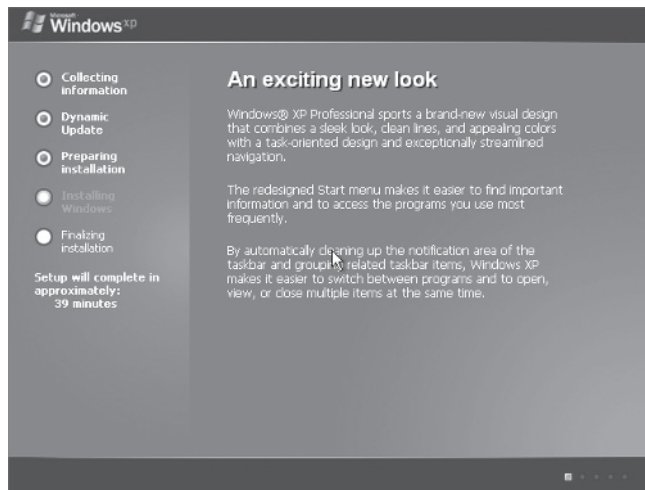 Microsoft
Windows xp
Collecting
information
Dynamic
Update
Preparing
installation
Installing
Windows
Finalizing
installation
Setup will complete in
approximately:
39 minutes
An exciting new look
Windows® XP Professional sports a brand-new visual design
that combines a sleek look, clean lines, and appealing colors
with a task-oriented design and exceptionally streamlined
navigation.
The redesigned Start menu makes it easier to find important
information and to access the programs you use most
frequently.
By automatically cleaning up the notification area of the
taskbar and grouping related taskbar items, Windows XP
makes it easier to switch between programs and to open,
view, or close multiple items at the same time.